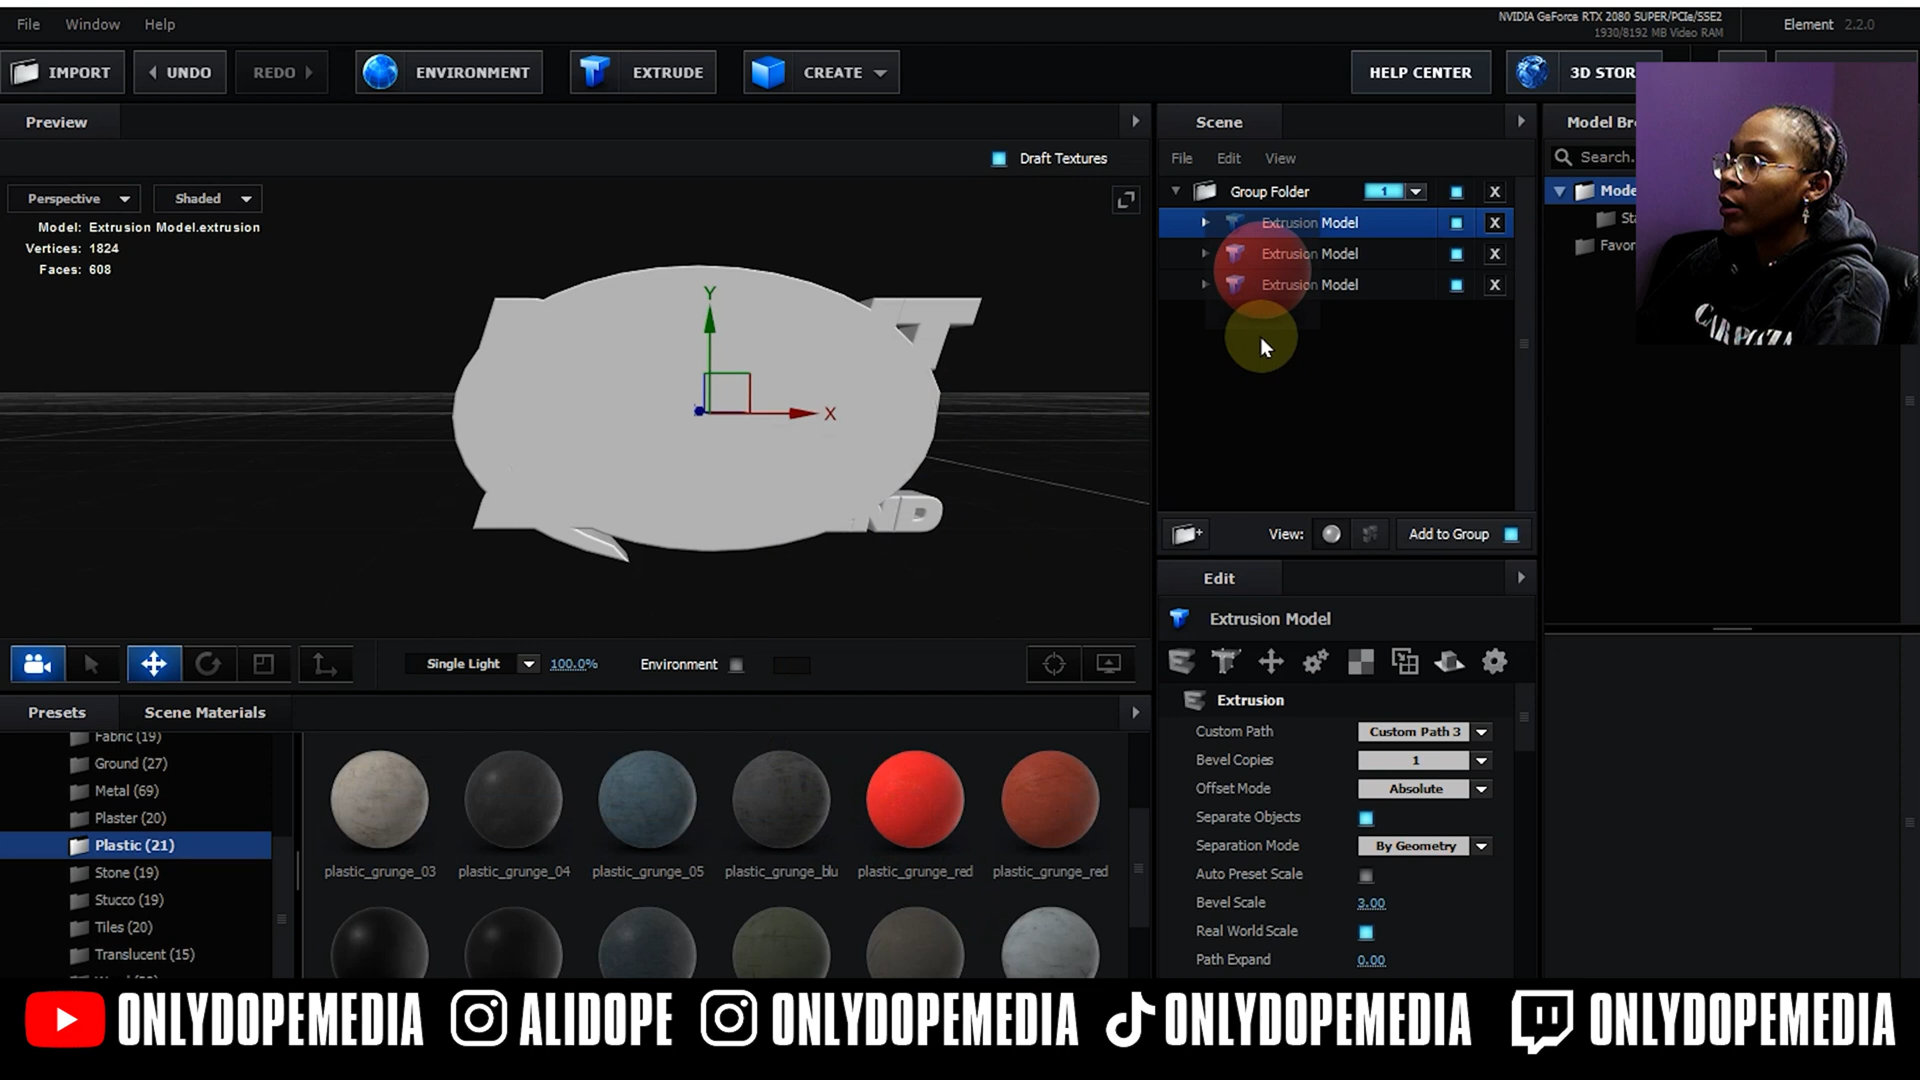 File Window Help
NVIDIA GeForce RTX 2080 SUPER/PCIe/SSE2
1930/8192 MB Video RAM
Element 2.2.0
IMPORT UNDO REDO ENVIRONMENT EXTRUDE CREATE HELP CENTER 3D STOR
Preview
Draft Textures
Perspective Shaded
Model: Extrusion Model.extrusion
Vertices: 1824
Faces: 608
Y
X
T
ND
Single Light 100.0% Environment
Presets Scene Materials
Fabric (19)
Ground (27)
Metal (69)
Plaster (20)
Plastic (21)
Stone (19)
Stucco (19)
Tiles (20)
Translucent (15)
plastic_grunge_03 plastic_grunge_04 plastic_grunge_05 plastic_grunge_blu plastic_grunge_red plastic_grunge_red
Scene
File Edit View
Group Folder 1 X
Extrusion Model X
Extrusion Model X
Extrusion Model X
View: Add to Group
Edit
Extrusion Model
Extrusion
Custom Path Custom Path 3
Bevel Copies 1
Offset Mode Absolute
Separate Objects
Separation Mode By Geometry
Auto Preset Scale
Bevel Scale 3.00
Real World Scale
Path Expand 0.00
Model Br
Search.
Mode
Sta
Favor
ONLYDOPEMEDIA ALIDOPE ONLYDOPEMEDIA ONLYDOPEMEDIA ONLYDOPEMEDIA